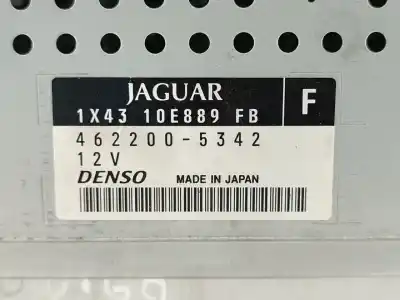 JAGUAR
1X43 10E889 FB
F
462200-5342
12V
DENSO MADE IN JAPAN